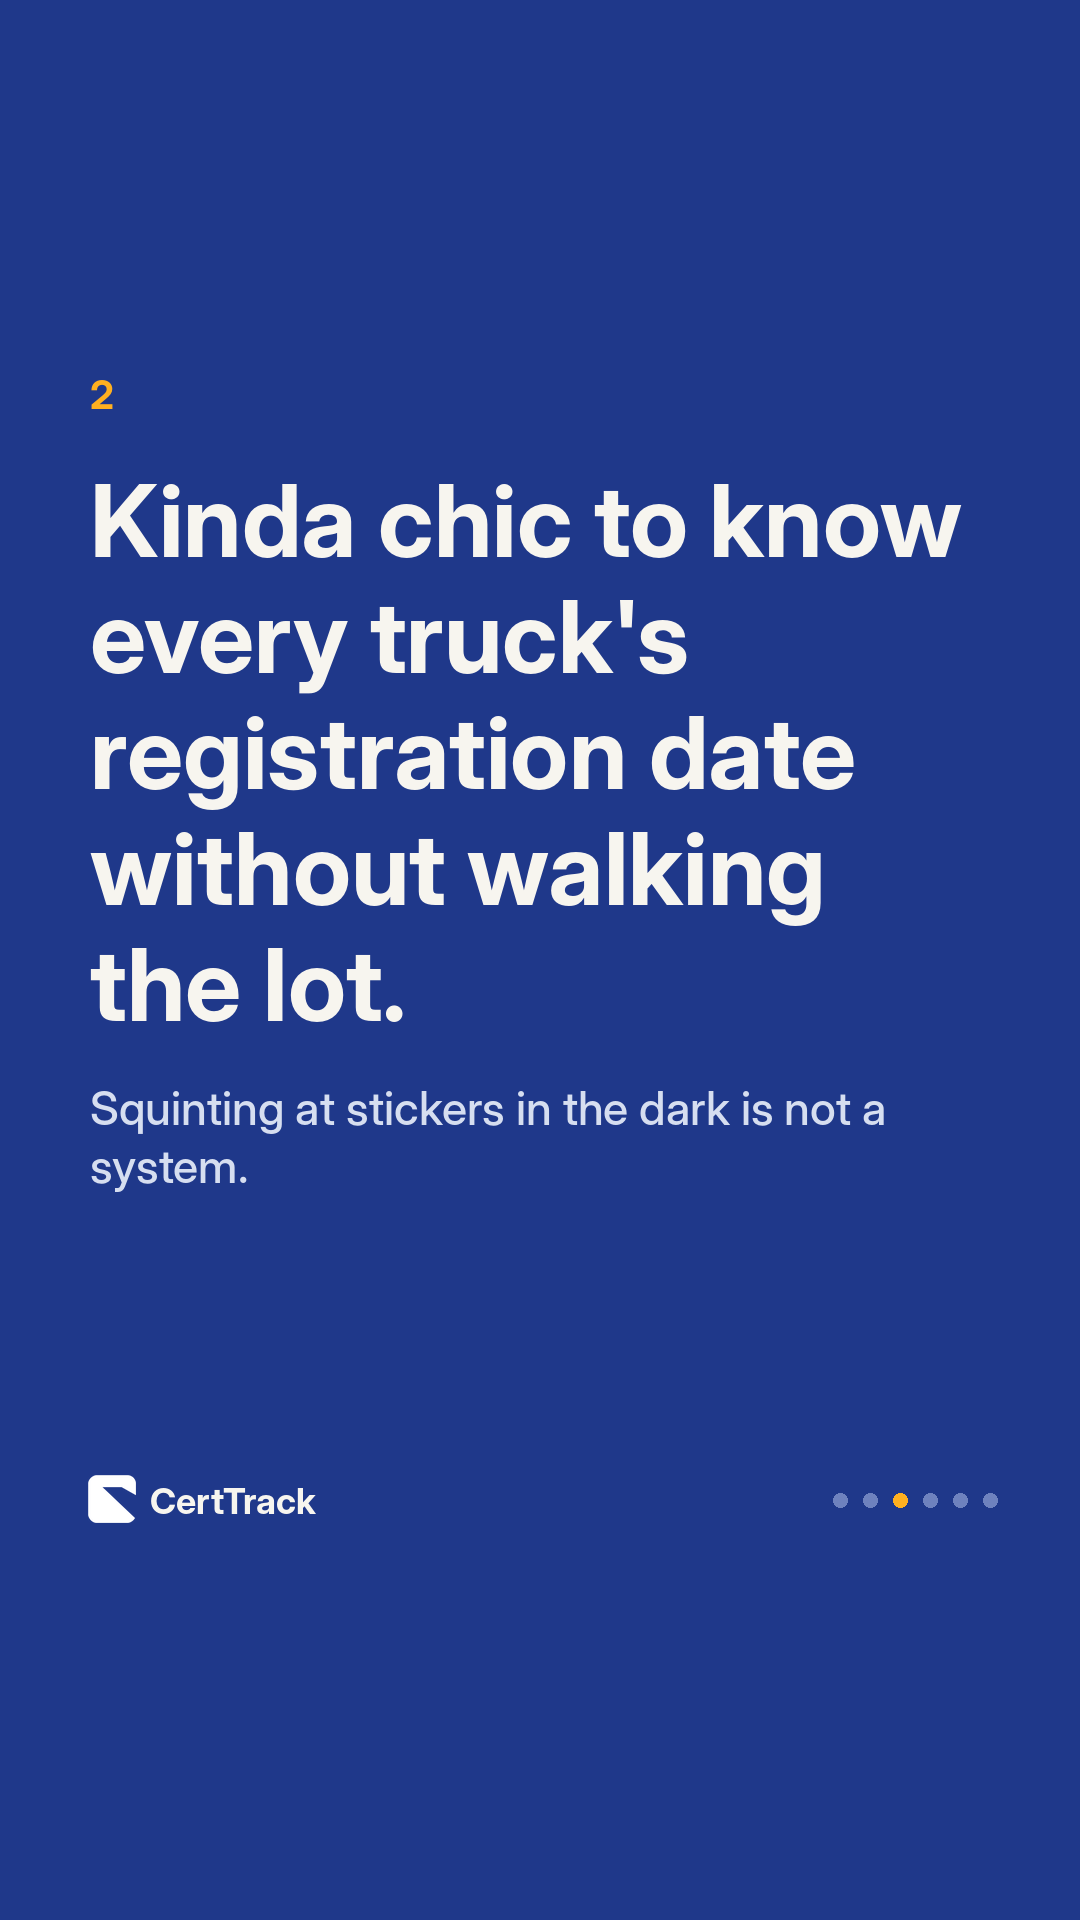 2
Kinda chic to know
every truck's
registration date
without walking
the lot.
Squinting at stickers in the dark is not a
system.
CertTrack